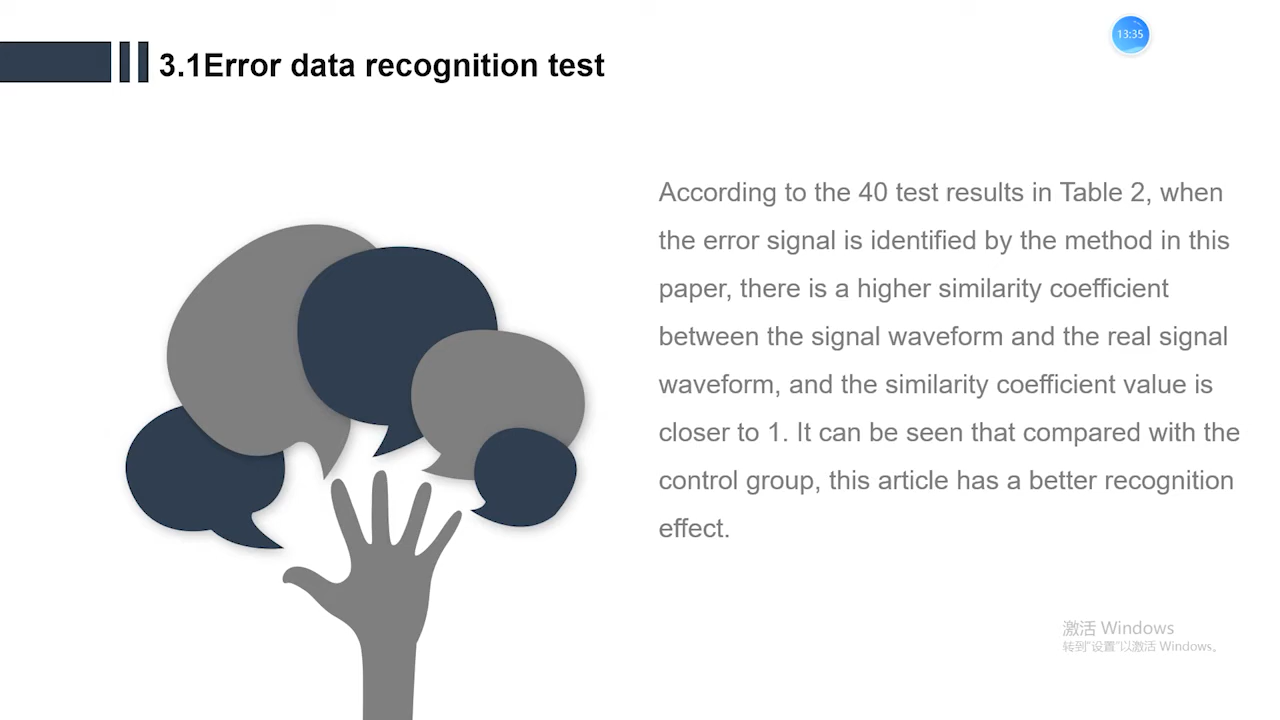 3.1Error data recognition test
13:35
According to the 40 test results in Table 2, when
the error signal is identified by the method in this
paper, there is a higher similarity coefficient
between the signal waveform and the real signal
waveform, and the similarity coefficient value is
closer to 1. It can be seen that compared with the
control group, this article has a better recognition
effect.
激活 Windows
转到"设置"以激活 Windows。